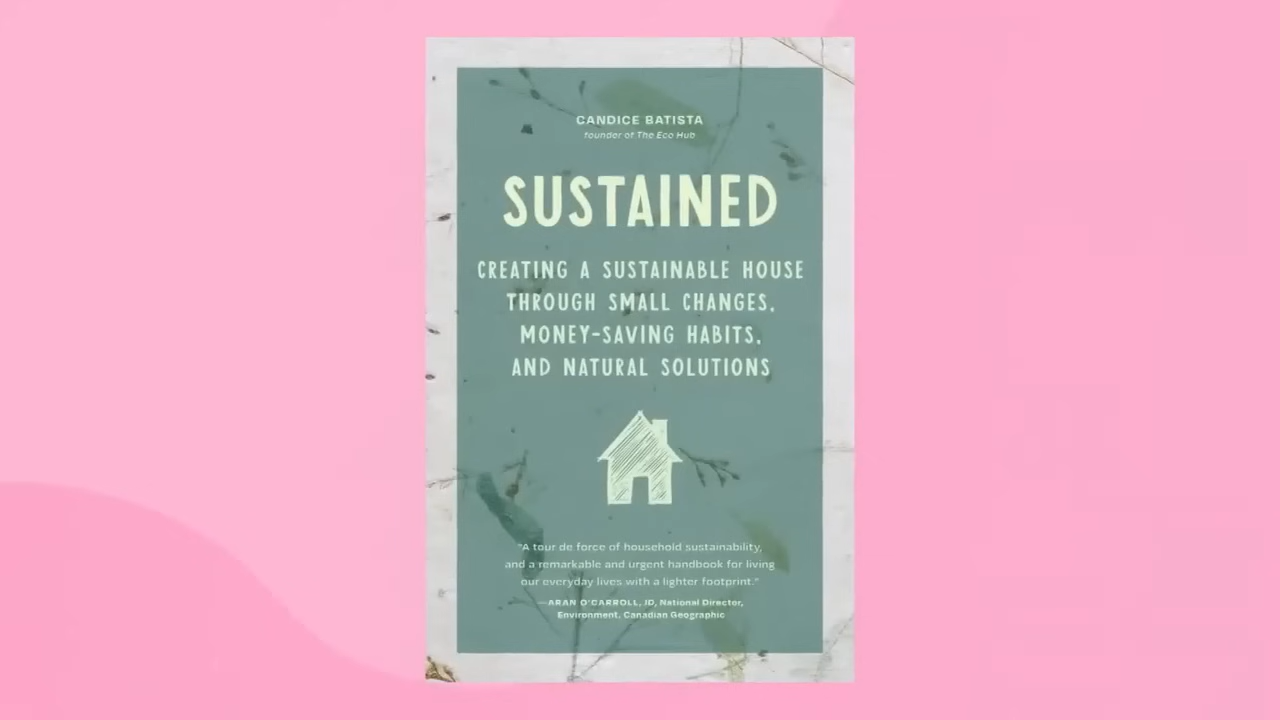 CANDICE BATISTA
founder of The Eco Hub
SUSTAINED
CREATING A SUSTAINABLE HOUSE
THROUGH SMALL CHANGES,
MONEY-SAVING HABITS,
AND NATURAL SOLUTIONS
"A tour de force of household sustainability,
and a remarkable and urgent handbook for living
our everyday lives with a lighter footprint."
—ARAN O'CARROLL, JD, National Director,
Environment, Canadian Geographic